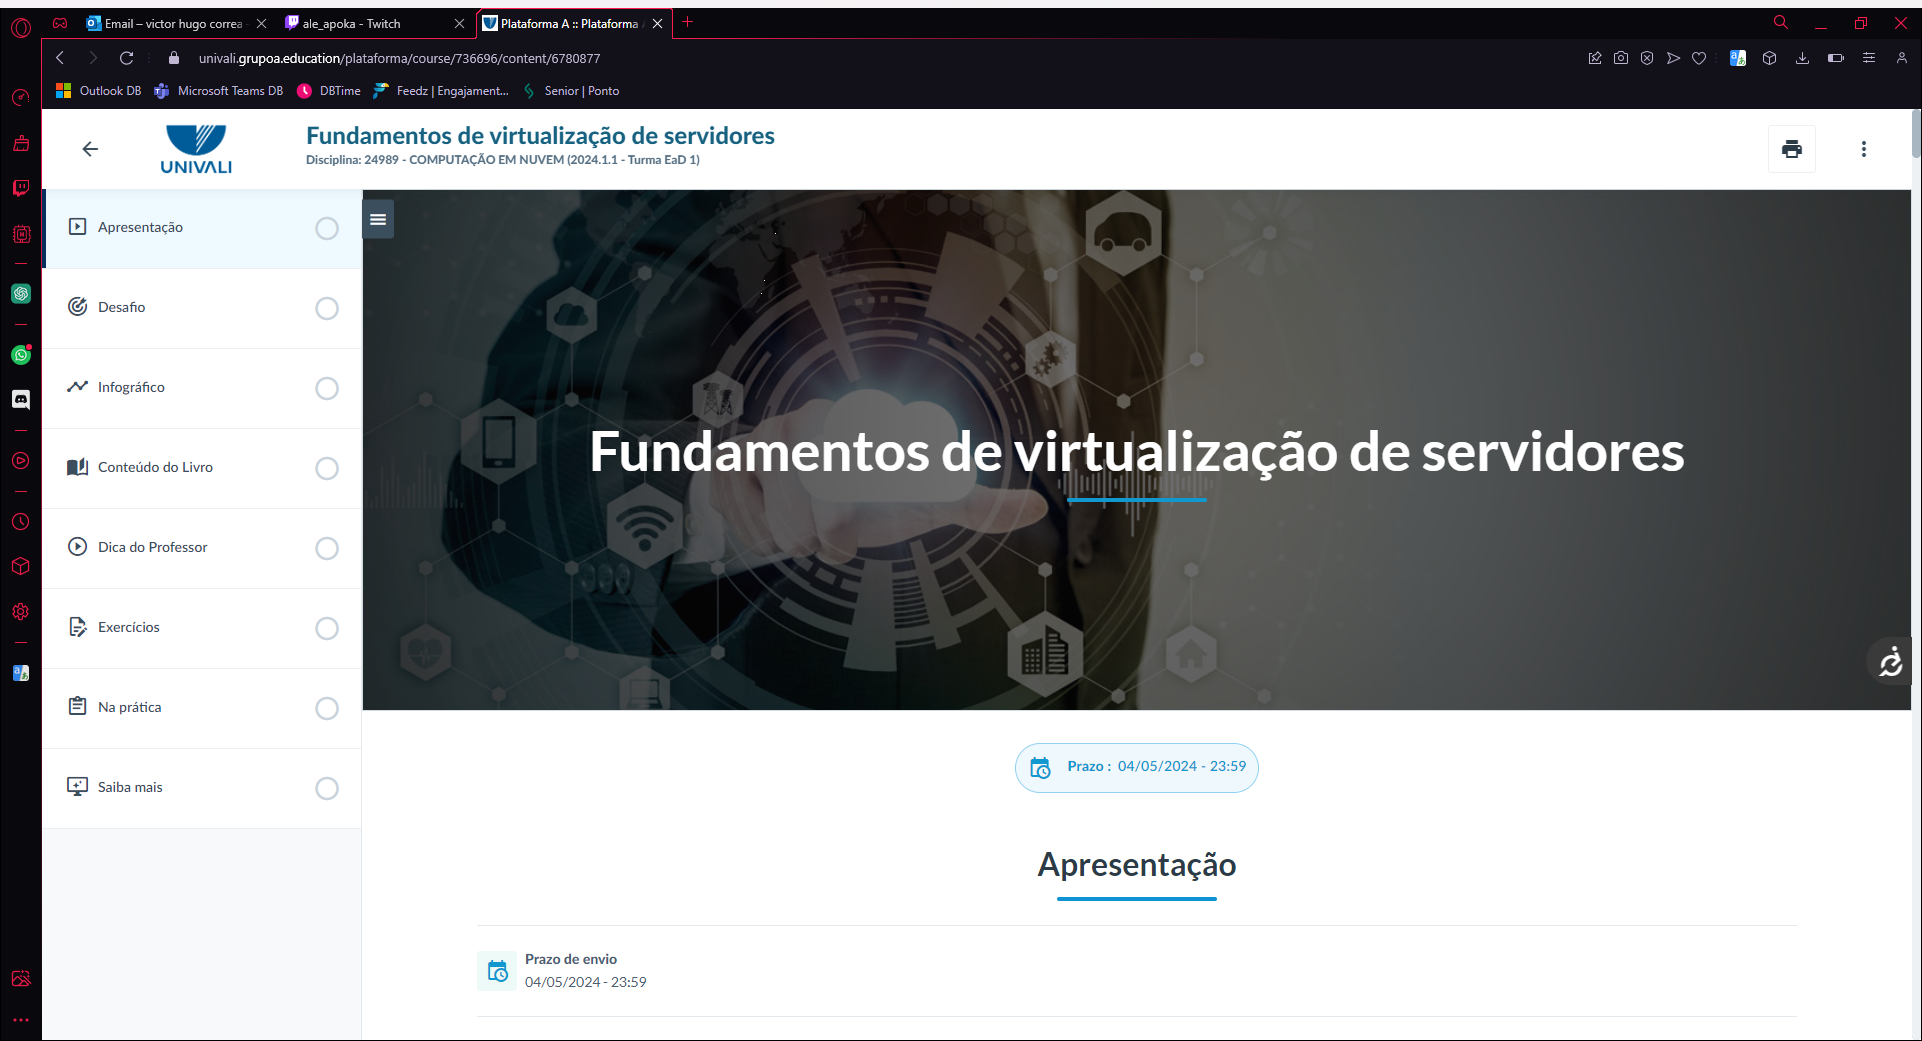 Email – victor hugo correa
ale_apoka - Twitch
Plataforma A :: Plataforma
univali.grupoa.education/plataforma/course/736696/content/6780877
Outlook DB
Microsoft Teams DB
DBTime
Feedz | Engajament...
Senior | Ponto
UNIVALI
Fundamentos de virtualização de servidores
Disciplina: 24989 - COMPUTAÇÃO EM NUVEM (2024.1.1 - Turma EaD 1)
Apresentação
Desafio
Infográfico
Conteúdo do Livro
Dica do Professor
Exercícios
Na prática
Saiba mais
Fundamentos de virtualização de servidores
Prazo : 04/05/2024 - 23:59
Apresentação
Prazo de envio
04/05/2024 - 23:59